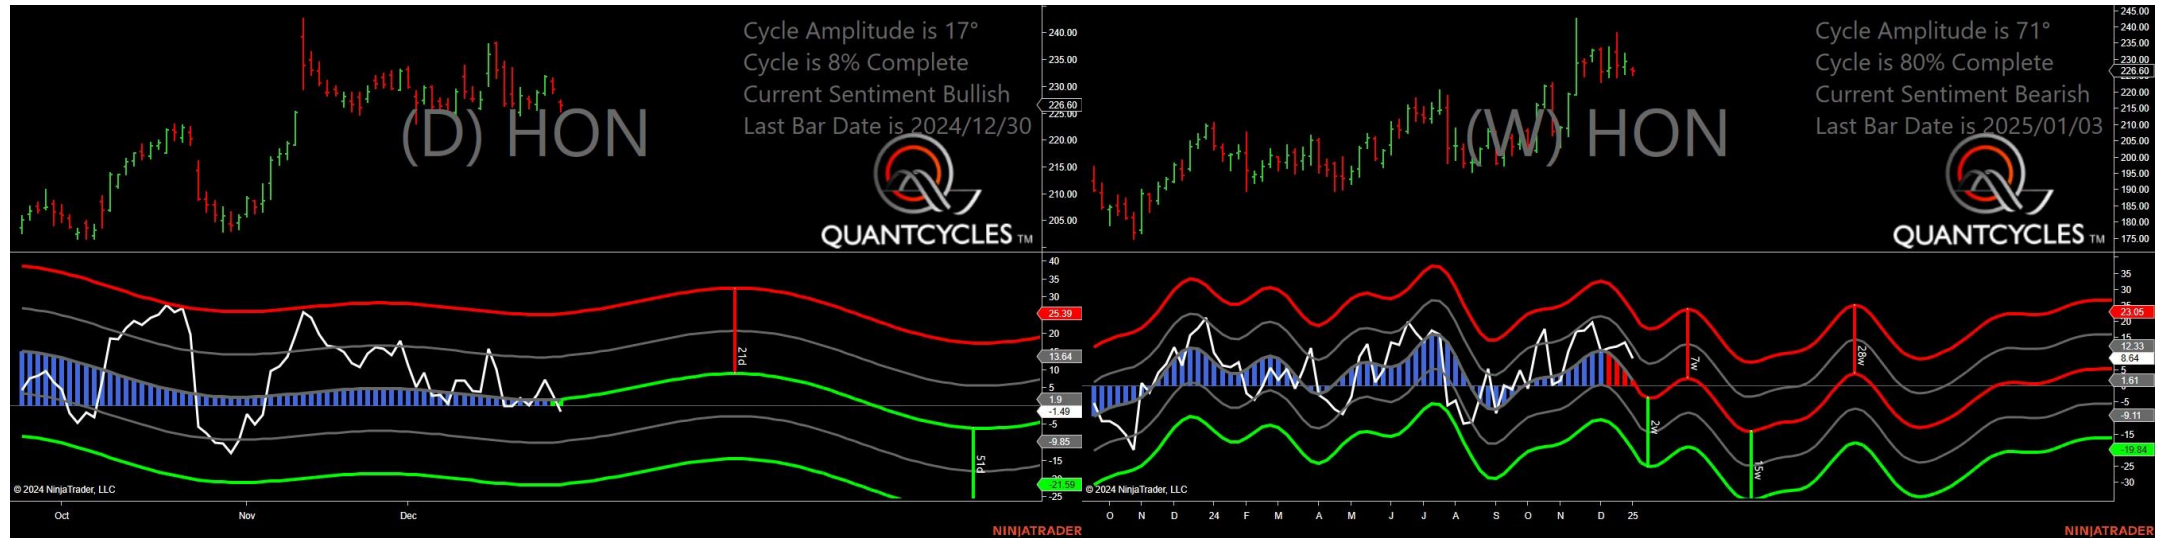 Cycle Amplitude is 17°
Cycle is 8% Complete
Current Sentiment Bullish
Last Bar Date is 2024/12/30
(D) HON
QUANTCYCLES TM
240.00
235.00
230.00
226.60
225.00
220.00
215.00
210.00
205.00
40
35
30
25.39
20
13.64
10
5
1.9
-1.49
-5
-9.85
-15
-21.59
-25
21d
51d
© 2024 NinjaTrader, LLC
Oct
Nov
Dec
NINJATRADER
Cycle Amplitude is 71°
Cycle is 80% Complete
Current Sentiment Bearish
Last Bar Date is 2025/01/03
(W) HON
QUANTCYCLES TM
245.00
240.00
235.00
230.00
226.60
220.00
215.00
210.00
205.00
200.00
195.00
190.00
185.00
180.00
175.00
35
30
23.05
20
12.33
8.64
5
1.61
-5
-9.11
-15
-19.84
-25
-30
7w
28w
2w
15w
© 2024 NinjaTrader, LLC
O
N
D
24
F
M
A
M
J
J
A
S
O
N
D
25
NINJATRADER